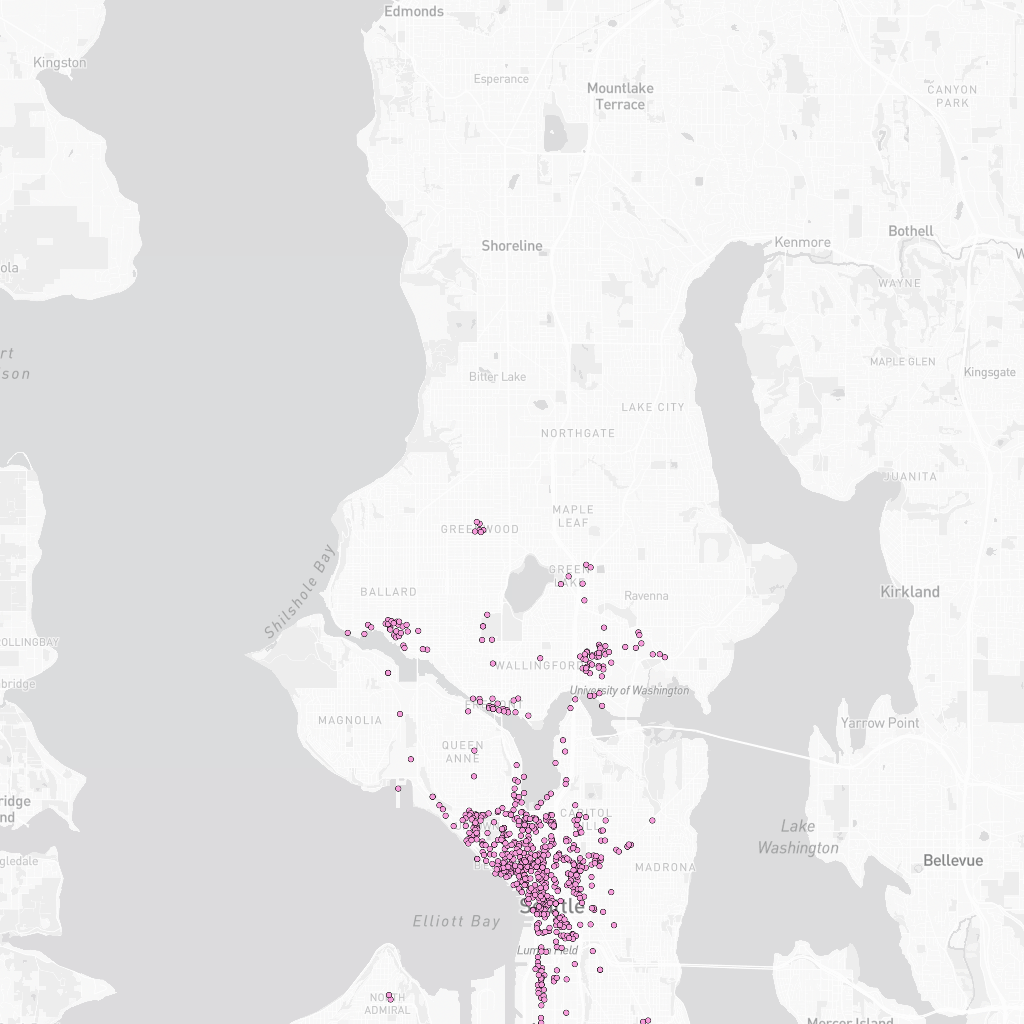 Edmonds
Kingston
Esperance
Mountlake
Terrace
CANYON
PARK
Bothell
Shoreline
Kenmore
ola
WAYNE
rt
son
MAPLE GLEN
Kingsgate
Bitter Lake
LAKE CITY
NORTHGATE
JUANITA
MAPLE
LEAF
GREENWOOD
GREEN
LAKE
Shilshole Bay
BALLARD
Ravenna
Kirkland
ROLLINGBAY
WALLINGFORD
bridge
University of Washington
MAGNOLIA
Yarrow Point
QUEEN
ANNE
ridge
nd
CAPITOL
Lake
Washington
gledale
MADRONA
Bellevue
Seattle
Elliott Bay
Lumen Field
NORTH
ADMIRAL
Mercer Island